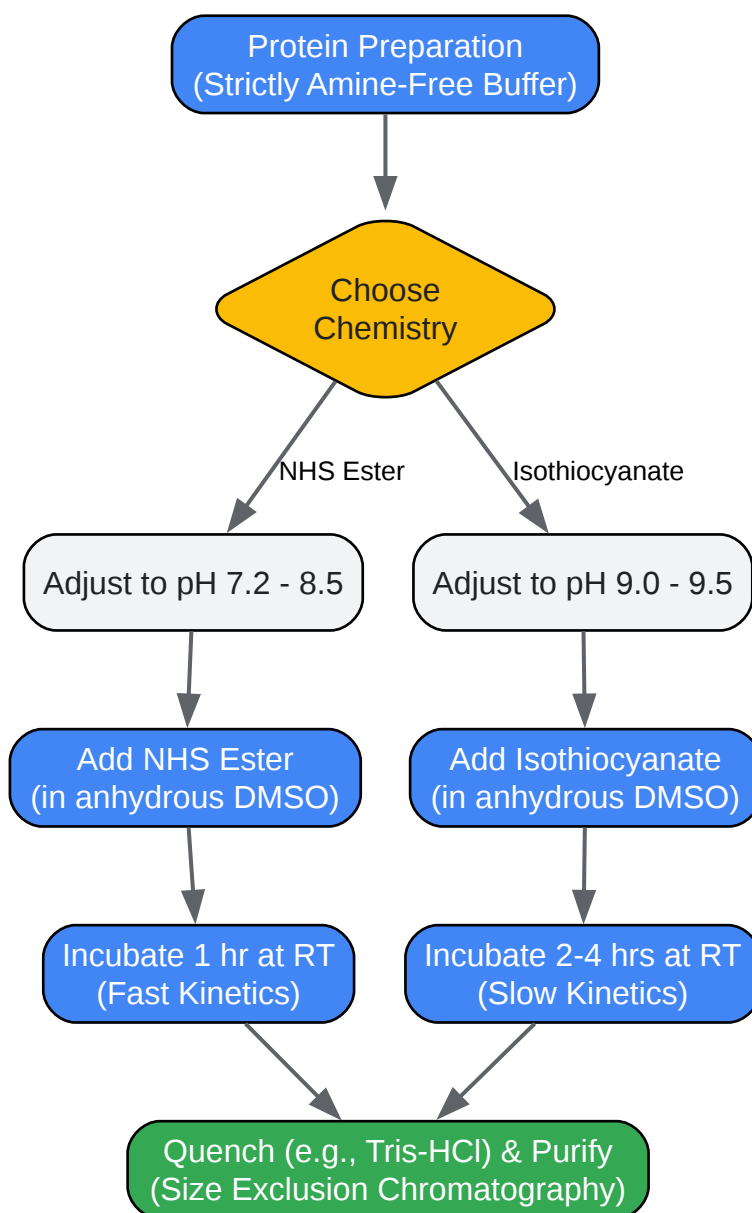 Protein Preparation
(Strictly Amine-Free Buffer)
Choose
Chemistry
NHS Ester
Isothiocyanate
Adjust to pH 7.2 - 8.5
Adjust to pH 9.0 - 9.5
Add NHS Ester
(in anhydrous DMSO)
Add Isothiocyanate
(in anhydrous DMSO)
Incubate 1 hr at RT
(Fast Kinetics)
Incubate 2-4 hrs at RT
(Slow Kinetics)
Quench (e.g., Tris-HCl) & Purify
(Size Exclusion Chromatography)